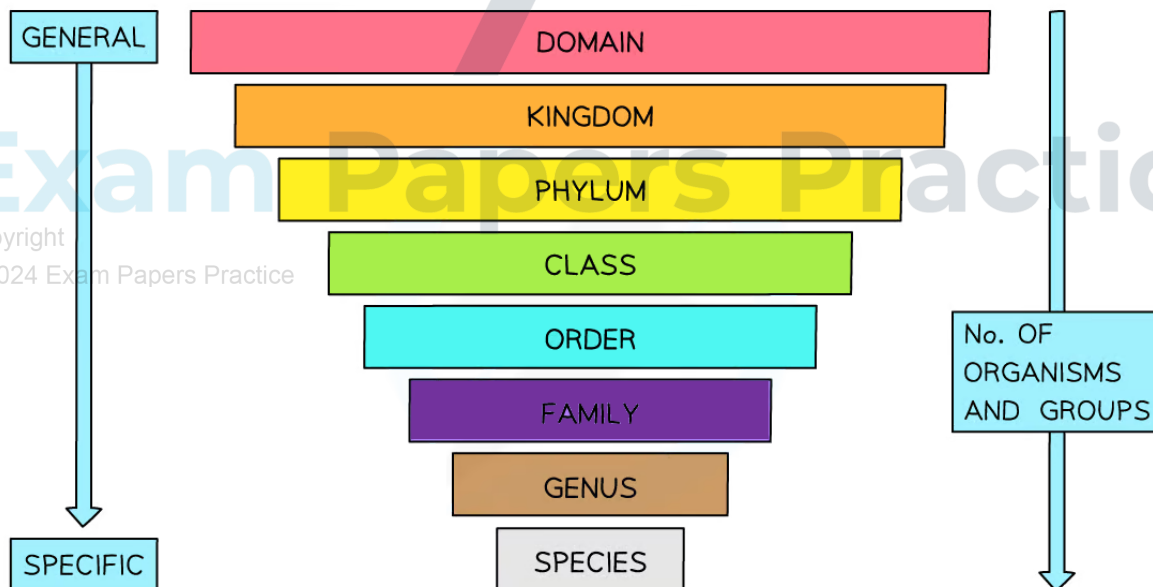 GENERAL
DOMAIN
KINGDOM
Exam Papers Practic
PHYLUM
pyright
024 Exam Papers Practice
CLASS
ORDER
No. OF
ORGANISMS
AND GROUPS
FAMILY
GENUS
SPECIFIC
SPECIES